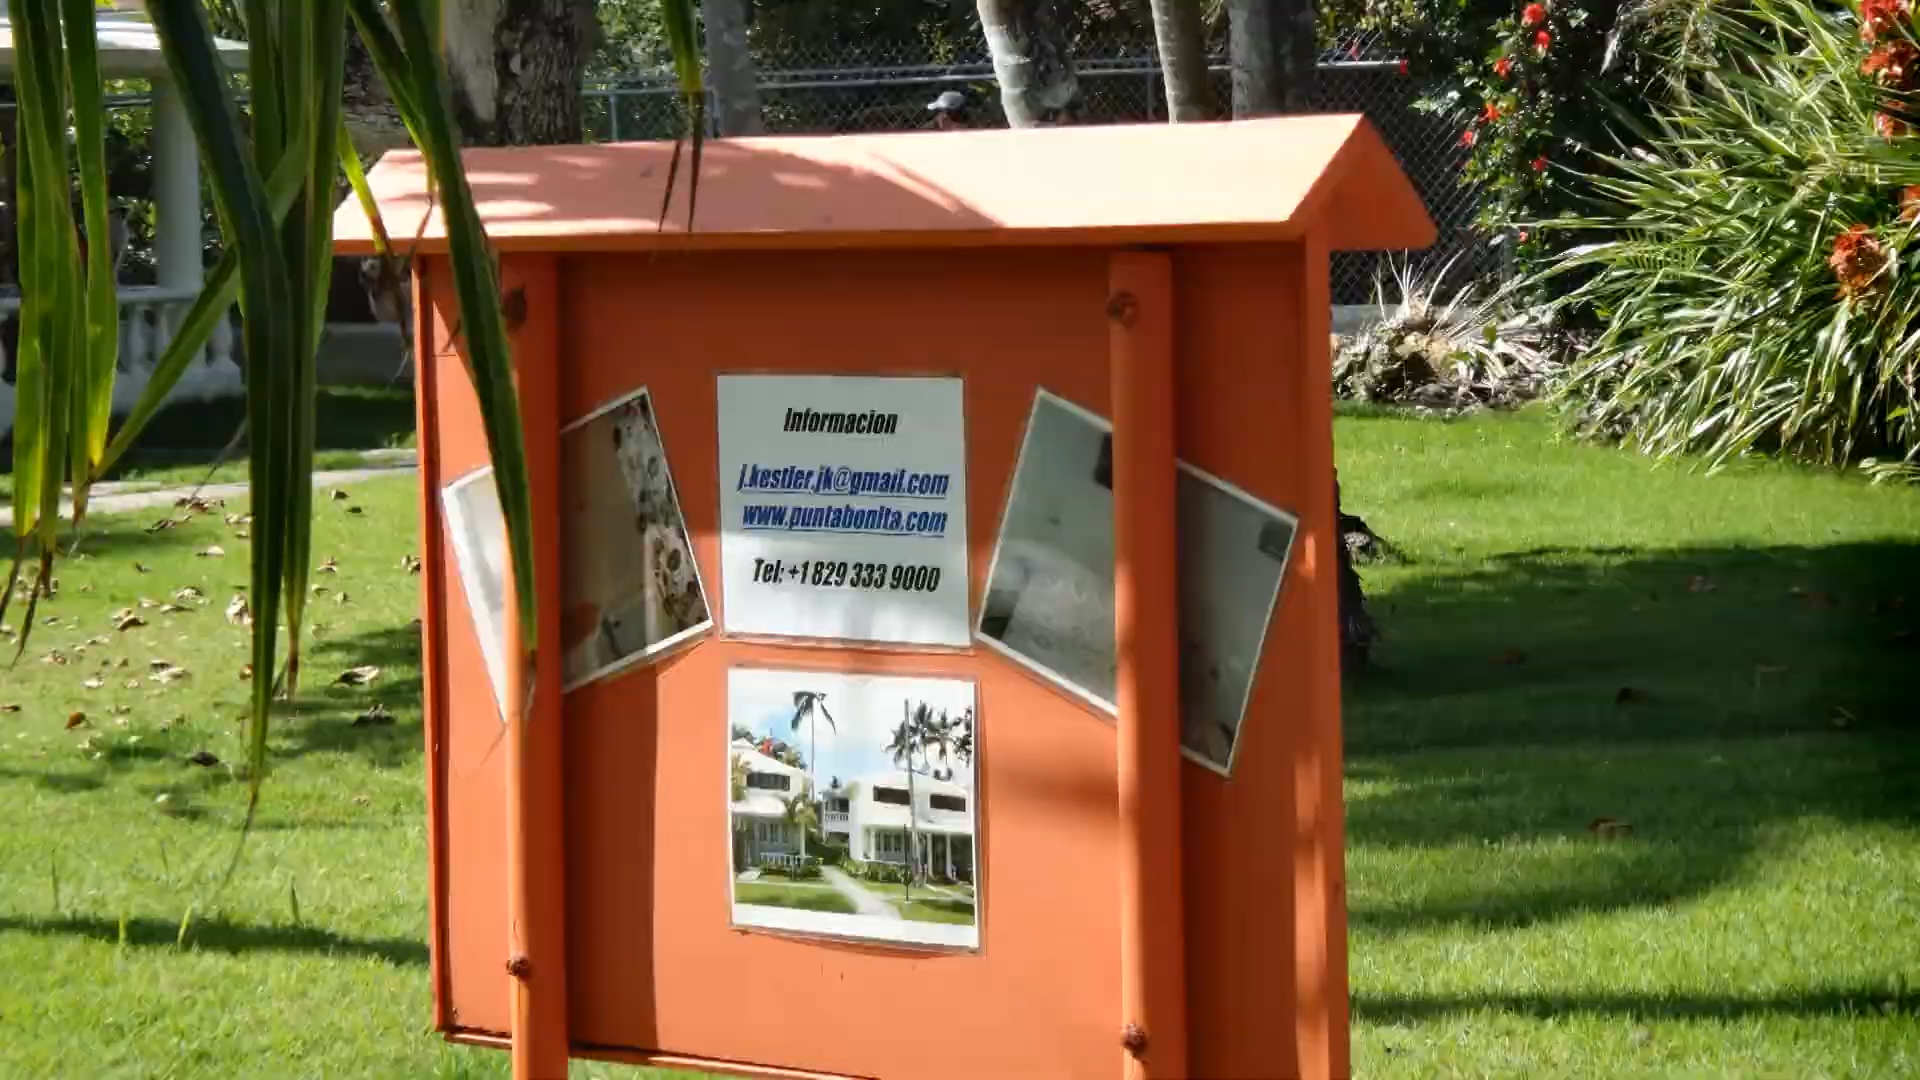 Informacion
j.kestler.jk@gmail.com
www.puntabonita.com
Tel: +1 829 333 9000